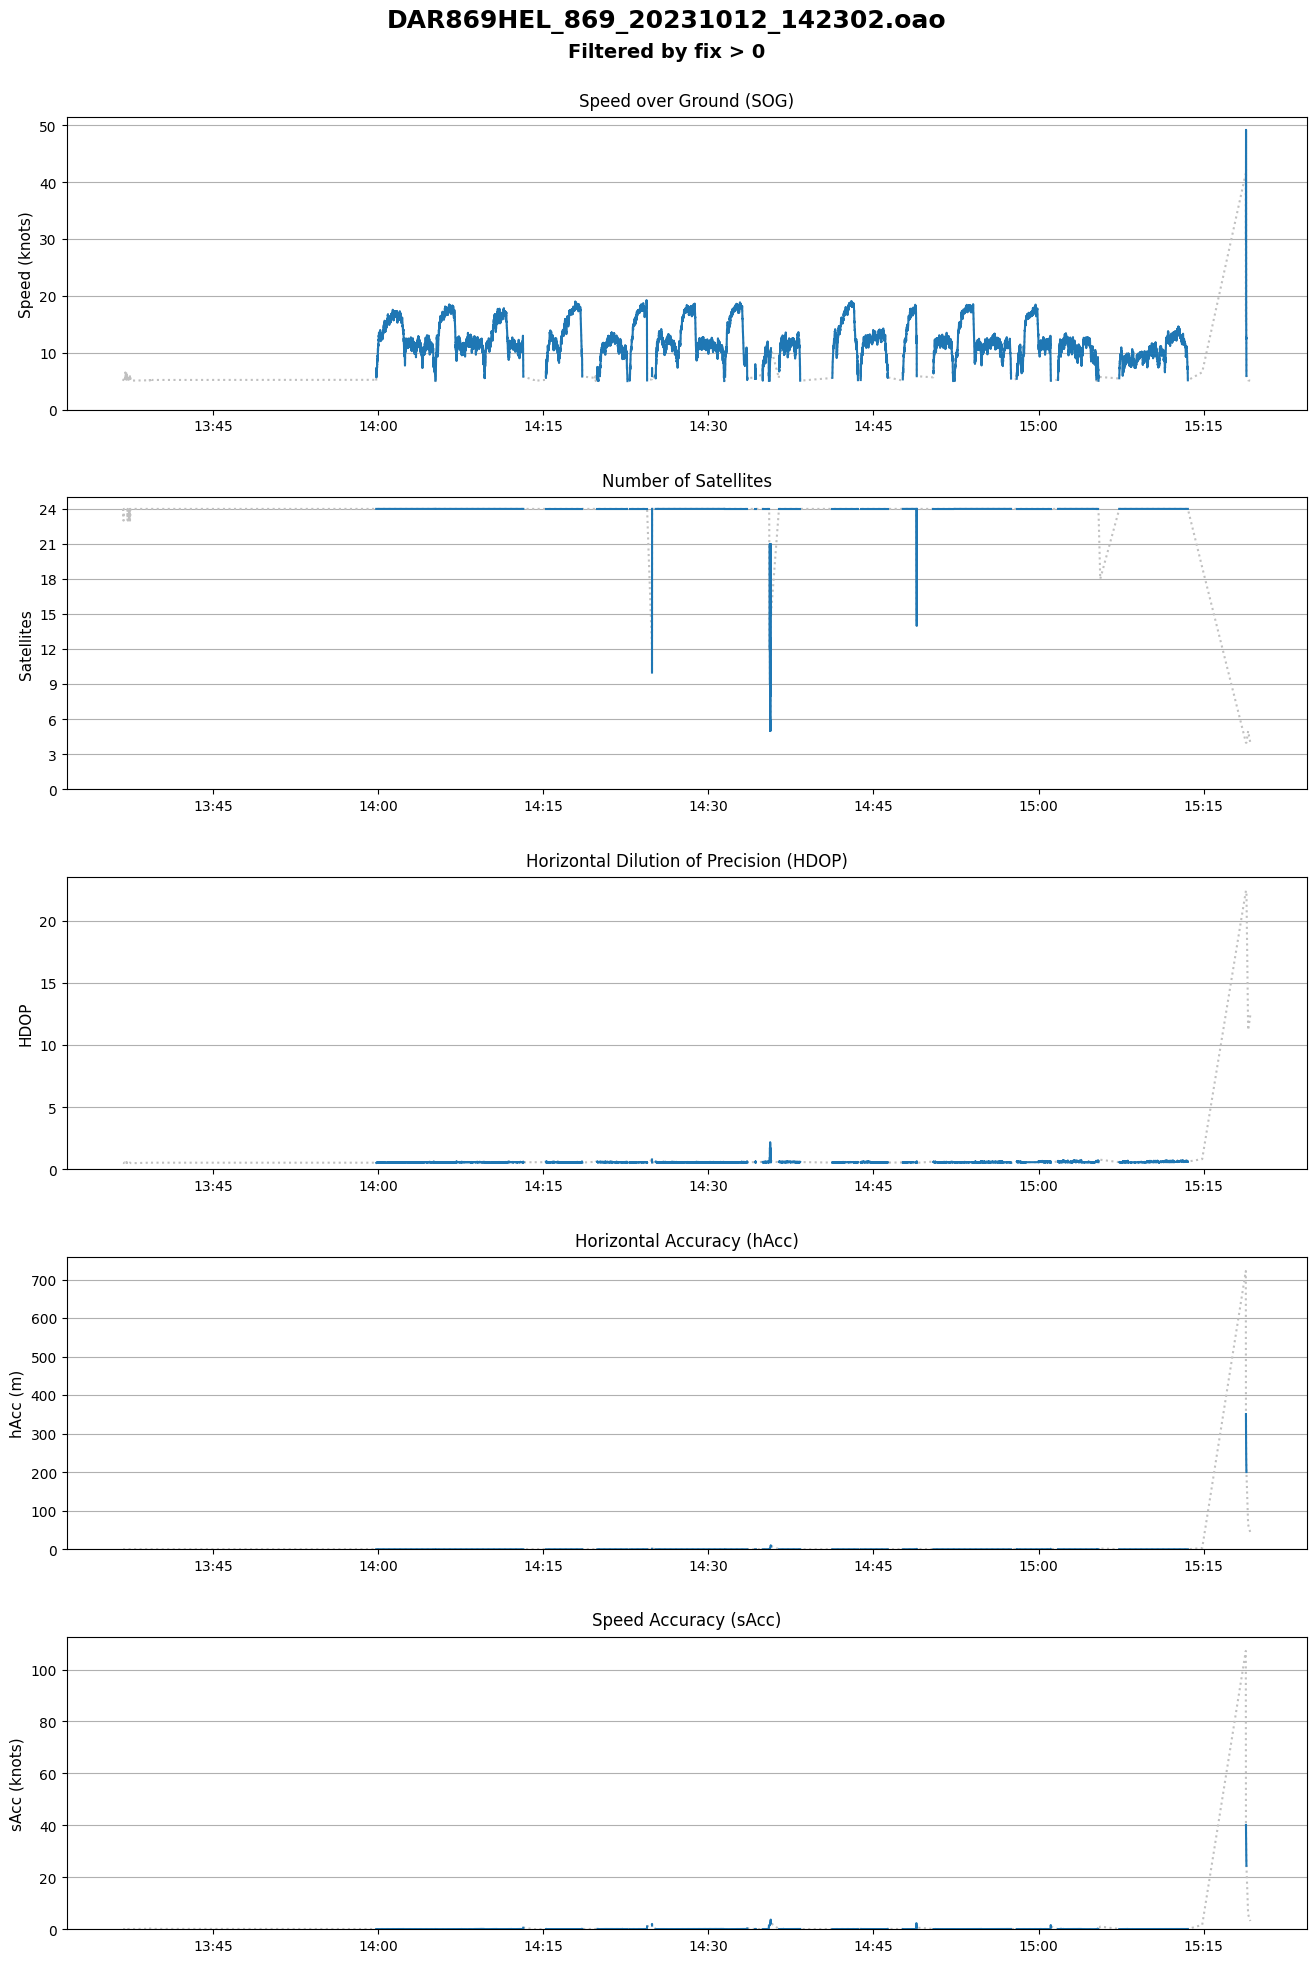 DAR869HEL_869_20231012_142302.oao
Filtered by fix > 0
Speed over Ground (SOG)
Speed (knots)
50
40
30
20
10
0
13:45 14:00 14:15 14:30 14:45 15:00 15:15
Number of Satellites
Satellites
24
21
18
15
12
9
6
3
0
13:45 14:00 14:15 14:30 14:45 15:00 15:15
Horizontal Dilution of Precision (HDOP)
HDOP
20
15
10
5
0
13:45 14:00 14:15 14:30 14:45 15:00 15:15
Horizontal Accuracy (hAcc)
hAcc (m)
700
600
500
400
300
200
100
0
13:45 14:00 14:15 14:30 14:45 15:00 15:15
Speed Accuracy (sAcc)
sAcc (knots)
100
80
60
40
20
0
13:45 14:00 14:15 14:30 14:45 15:00 15:15